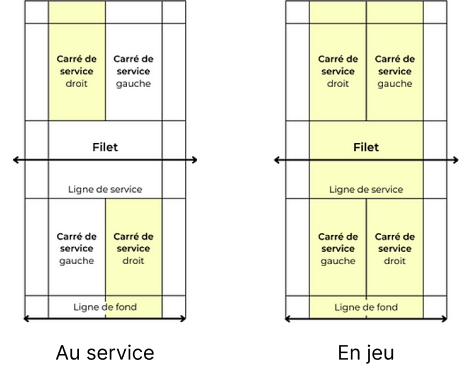 Carré de
service
droit
Carré de
service
gauche
Filet
Ligne de service
Carré de
service
gauche
Carré de
service
droit
Ligne de fond
Au service
Carré de
service
droit
Carré de
service
gauche
Filet
Ligne de service
Carré de
service
gauche
Carré de
service
droit
Ligne de fond
En jeu